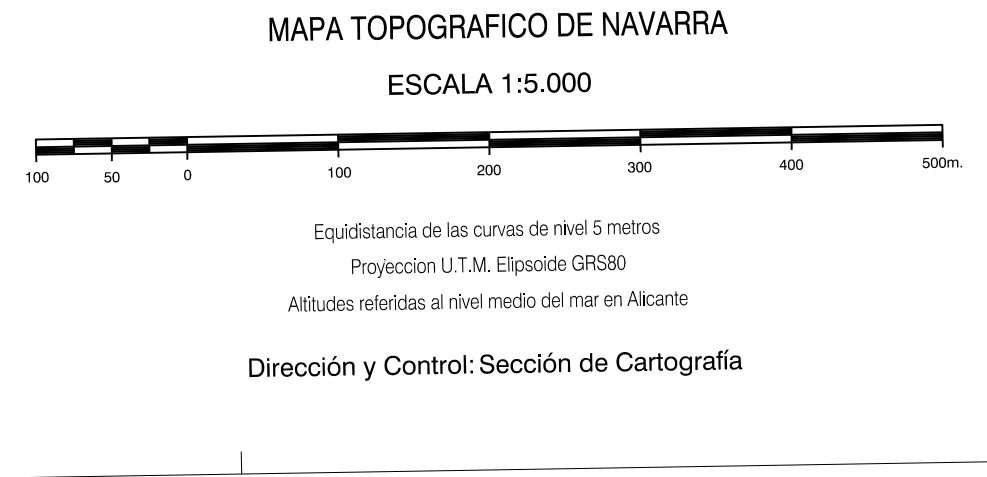 MAPA TOPOGRAFICO DE NAVARRA
ESCALA 1:5.000
100 50 0 100 200 300 400 500m.
Equidistancia de las curvas de nivel 5 metros
Proyeccion U.T.M. Elipsoide GRS80
Altitudes referidas al nivel medio del mar en Alicante
Dirección y Control: Sección de Cartografía